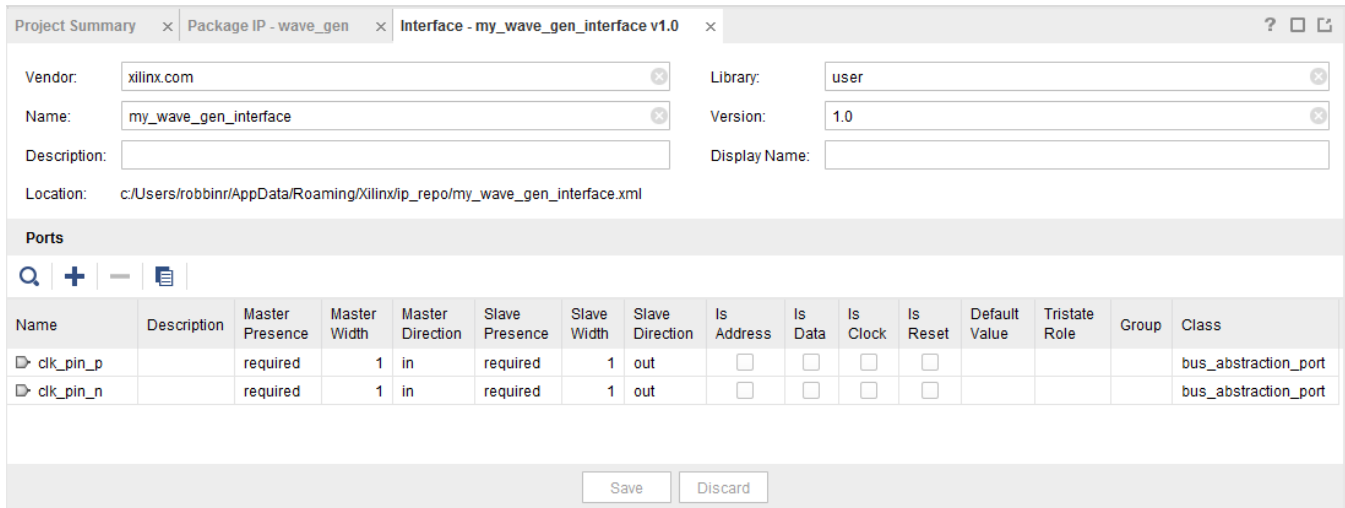 Project Summary × Package IP - wave_gen × Interface - my_wave_gen_interface v1.0 × ?
Vendor: xilinx.com Library: user
Name: my_wave_gen_interface Version: 1.0
Description: Display Name:
Location: c:/Users/robbinr/AppData/Roaming/Xilinx/ip_repo/my_wave_gen_interface.xml
Ports
Name Description Master Presence Master Width Master Direction Slave Presence Slave Width Slave Direction Is Address Is Data Is Clock Is Reset Default Value Tristate Role Group Class
clk_pin_p required 1 in required 1 out bus_abstraction_port
clk_pin_n required 1 in required 1 out bus_abstraction_port
Save Discard